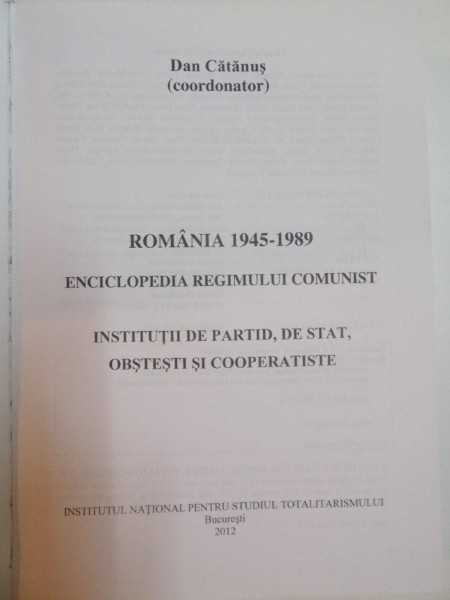 Dan Cătănuş
(coordonator)
ROMÂNIA 1945-1989
ENCICLOPEDIA REGIMULUI COMUNIST
INSTITUŢII DE PARTID, DE STAT,
OBŞTEŞTI ŞI COOPERATISTE
INSTITUTUL NAŢIONAL PENTRU STUDIUL TOTALITARISMULUI
Bucureşti
2012